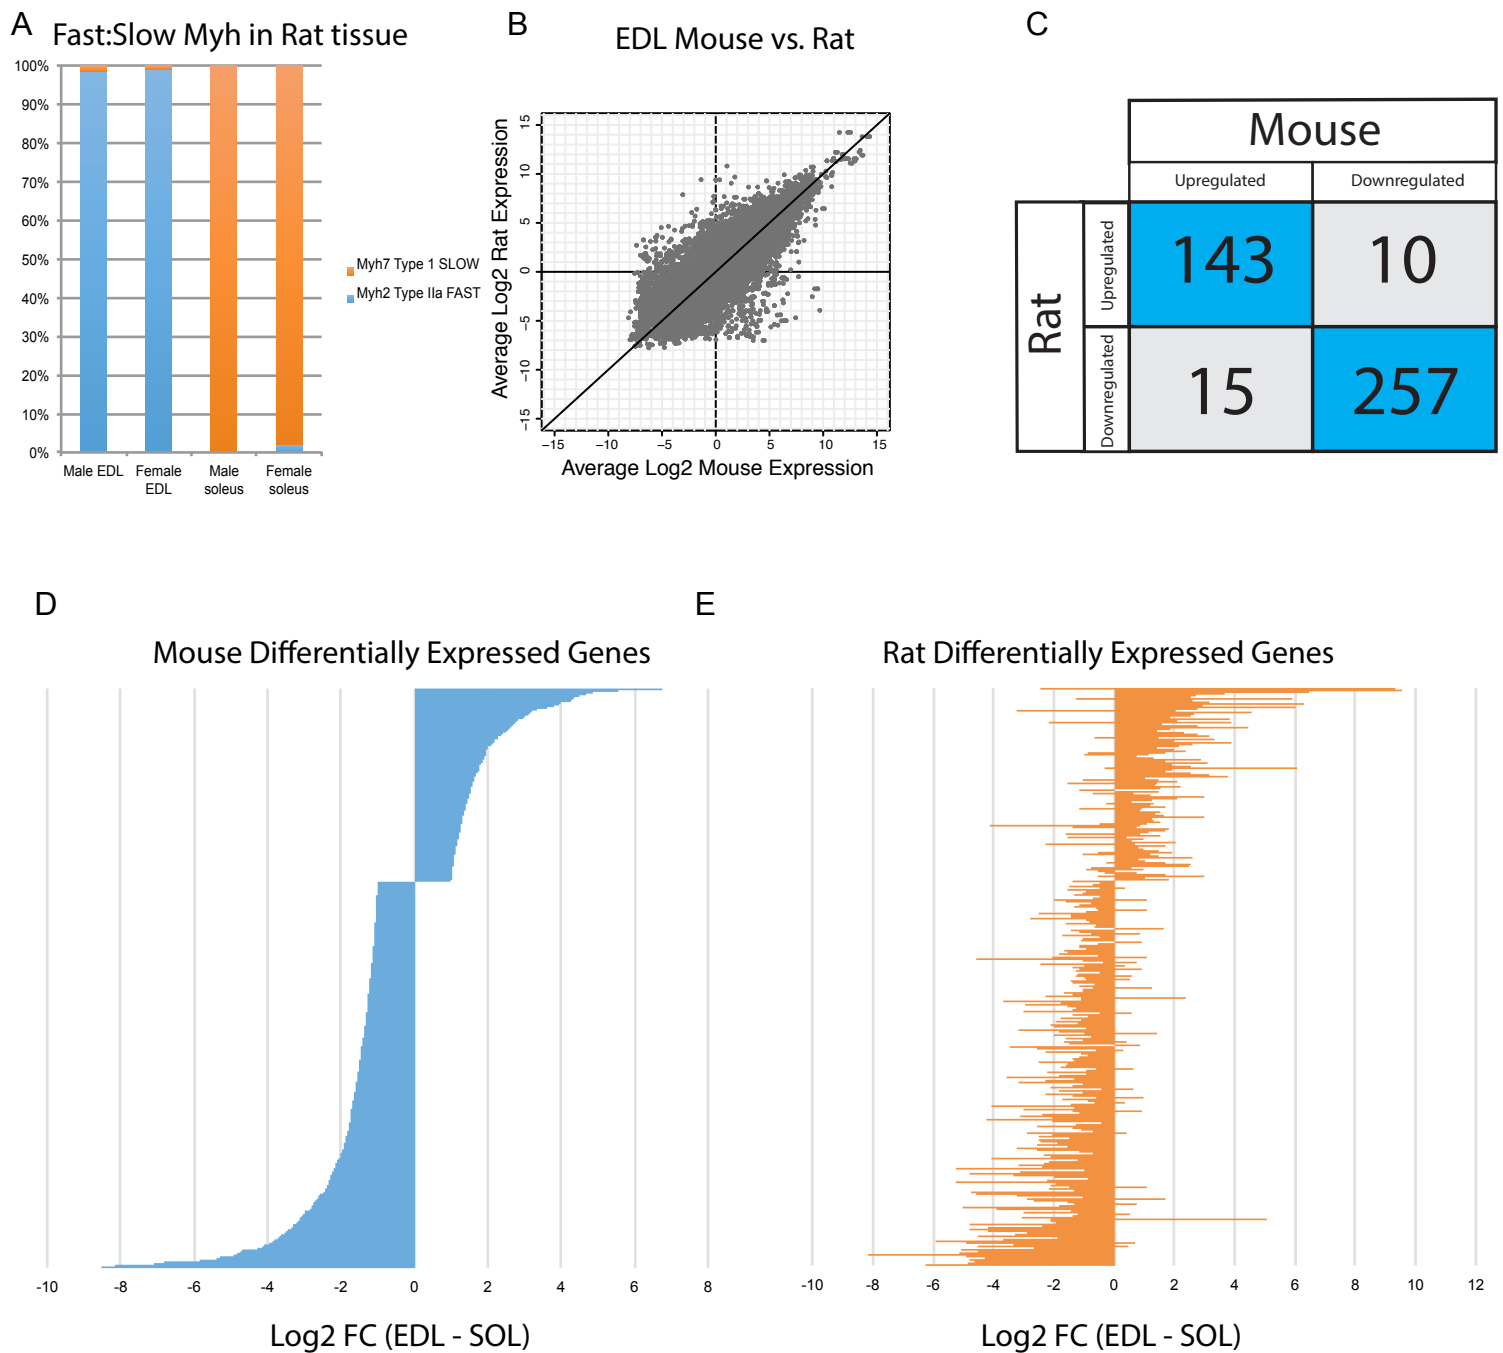 A
Fast:Slow Myh in Rat tissue
100%
90%
80%
70%
60%
50%
40%
30%
20%
10%
0%
Male EDL
Female
EDL
Male
soleus
Female
soleus
Myh7 Type 1 SLOW
Myh2 Type IIa FAST
B
EDL Mouse vs. Rat
Average Log2 Rat Expression
15
10
5
0
−5
−10
−15
−15 −10 −5 0 5 10 15
Average Log2 Mouse Expression
C
Mouse
Upregulated Downregulated
Rat
Upregulated
143 10
Downregulated
15 257
D
Mouse Differentially Expressed Genes
-10 -8 -6 -4 -2 0 2 4 6 8
Log2 FC (EDL - SOL)
E
Rat Differentially Expressed Genes
-10 -8 -6 -4 -2 0 2 4 6 8 10 12
Log2 FC (EDL - SOL)